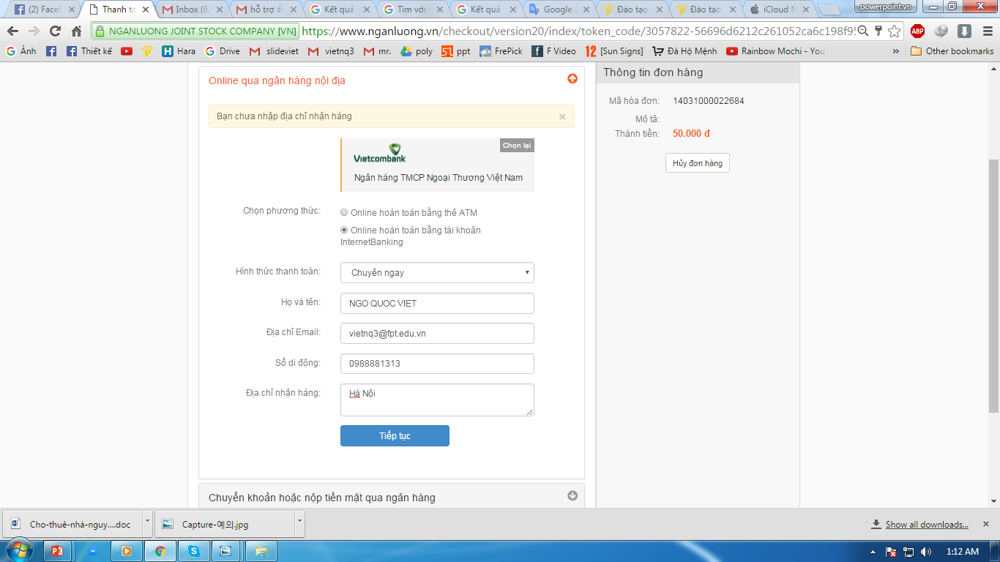 (2) Facel
Thanh to
Inbox (6
hỗ trợ ẩ
Kết quả
Tìm với
Kết quả
Google
Đào tạo
Đào tạo
iCloud
powerpoint.vn
NGANLUONG JOINT STOCK COMPANY [VN]
https://www.nganluong.vn/checkout/version20/index/token_code/3057822-56696d6212c261052ca6c198f9
ABP
Ảnh
Thiết kế
Hara
Drive
slideviet
vietnq3
mr.
poly
ppt
FrePick
F Video
[Sun Signs]
Đá Hộ Mệnh
Rainbow Mochi - You
»
Other bookmarks
Online qua ngân hàng nội địa
Bạn chưa nhập địa chỉ nhận hàng
Chọn lại
Vietcombank
Ngân hàng TMCP Ngoại Thương Việt Nam
Chọn phương thức:
Online hoàn toàn bằng thẻ ATM
Online hoàn toàn bằng tài khoản
InternetBanking
Hình thức thanh toán:
Chuyển ngay
Họ và tên:
NGO QUOC VIET
Địa chỉ Email:
vietnq3@fpt.edu.vn
Số di động:
0988881313
Địa chỉ nhận hàng:
Hà Nội
Tiếp tục
Chuyển khoản hoặc nộp tiền mặt qua ngân hàng
Thông tin đơn hàng
Mã hóa đơn:
14031000022684
Mô tả:
Thành tiền:
50.000 đ
Hủy đơn hàng
Cho-thuê-nhà-nguy....doc
Capture-예의.jpg
Show all downloads...
1:12 AM